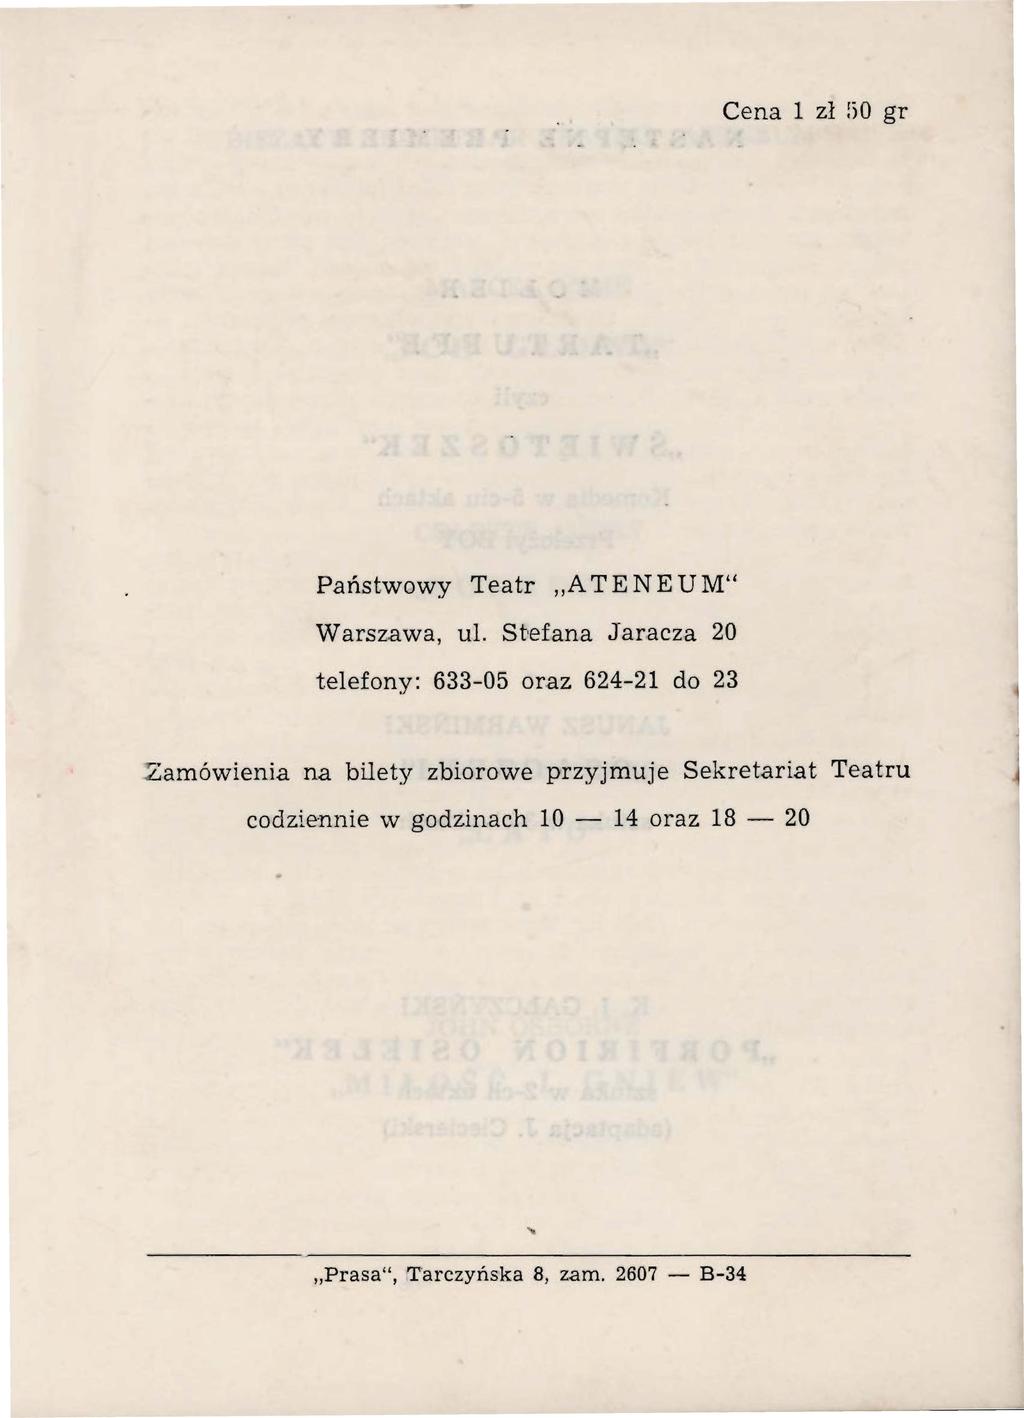 Cena 1 zł 50 gr
Państwowy Teatr „ATENEUM“
Warszawa, ul. Stefana Jaracza 20
telefony: 633-05 oraz 624-21 do 23
Zamówienia na bilety zbiorowe przyjmuje Sekretariat Teatru
codziennie w godzinach 10 — 14 oraz 18 — 20
„Prasa“, Tarczyńska 8, zam. 2607 — B-34